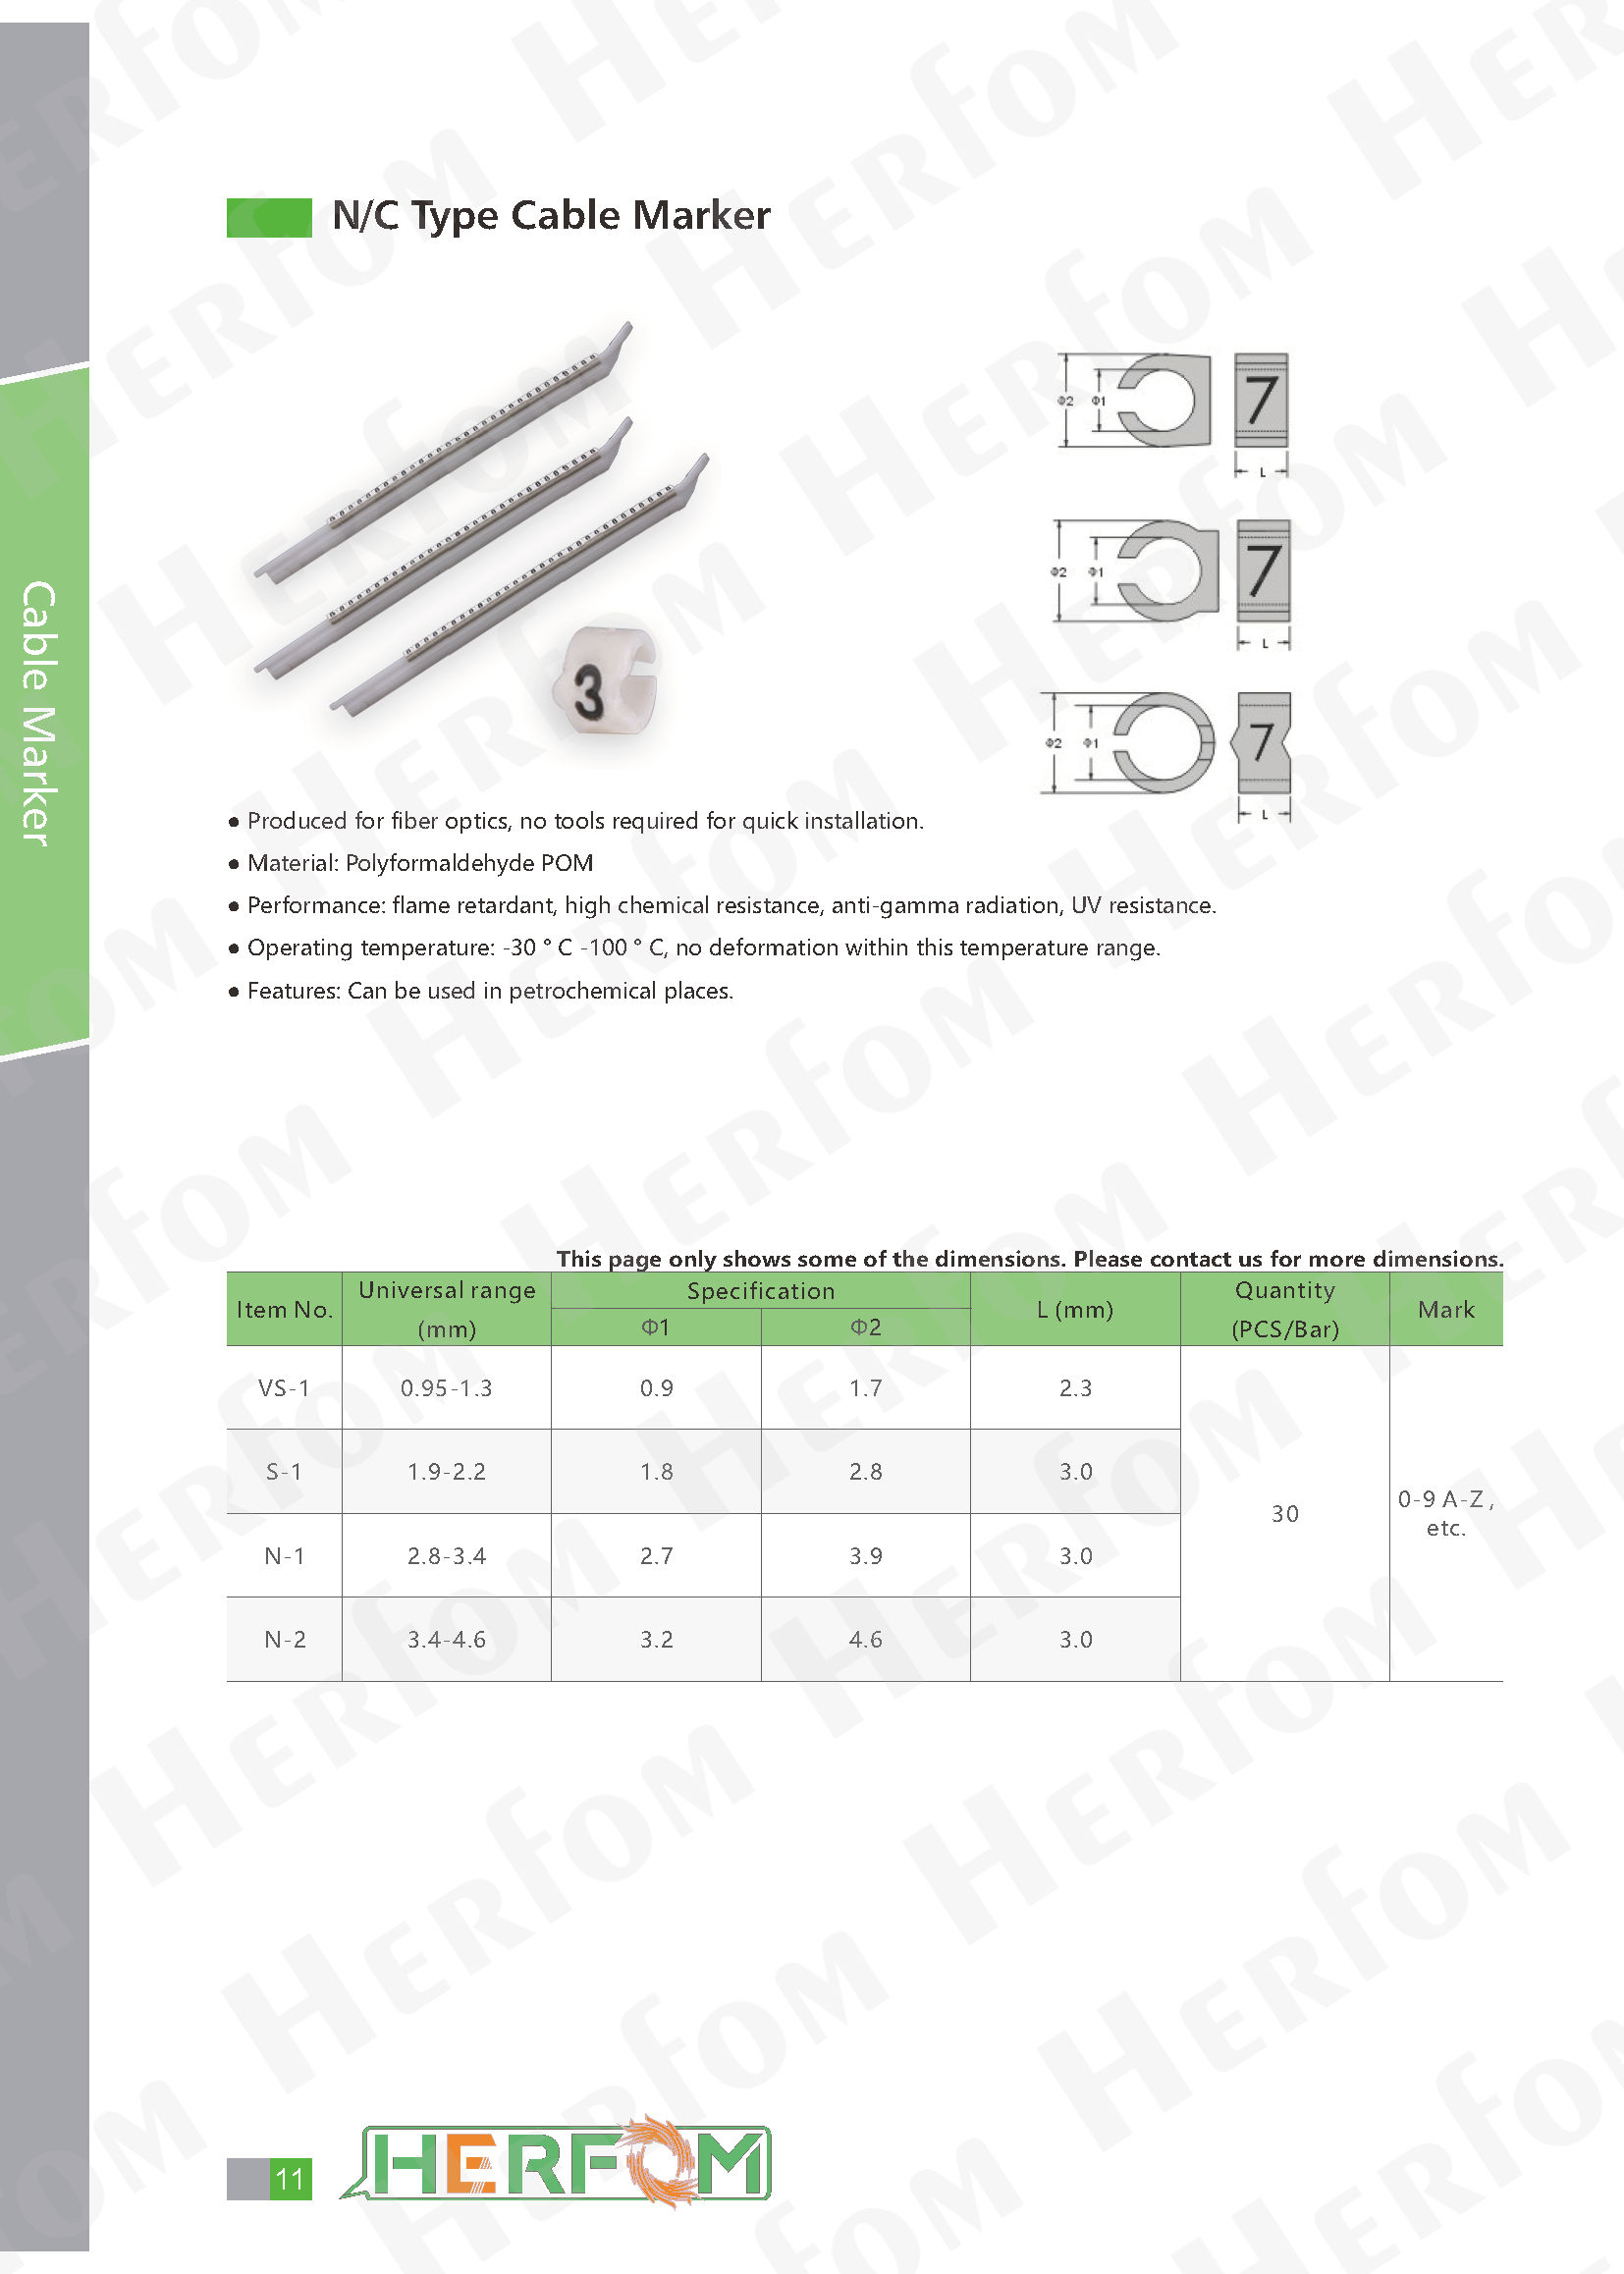 N/C Type Cable Marker
Cable Marker
3
Φ2 Φ1 7
L
Φ2 Φ1 7
L
Φ2 Φ1 7
L
● Produced for fiber optics, no tools required for quick installation.
● Material: Polyformaldehyde POM
● Performance: flame retardant, high chemical resistance, anti-gamma radiation, UV resistance.
● Operating temperature: -30 ° C -100 ° C, no deformation within this temperature range.
● Features: Can be used in petrochemical places.
This page only shows some of the dimensions. Please contact us for more dimensions.
Item No. Universal range (mm) Specification L (mm) Quantity (PCS/Bar) Mark
Φ1 Φ2
VS-1 0.95-1.3 0.9 1.7 2.3
S-1 1.9-2.2 1.8 2.8 3.0
N-1 2.8-3.4 2.7 3.9 3.0
N-2 3.4-4.6 3.2 4.6 3.0
30
0-9 A-Z,
etc.
11
HERFOM